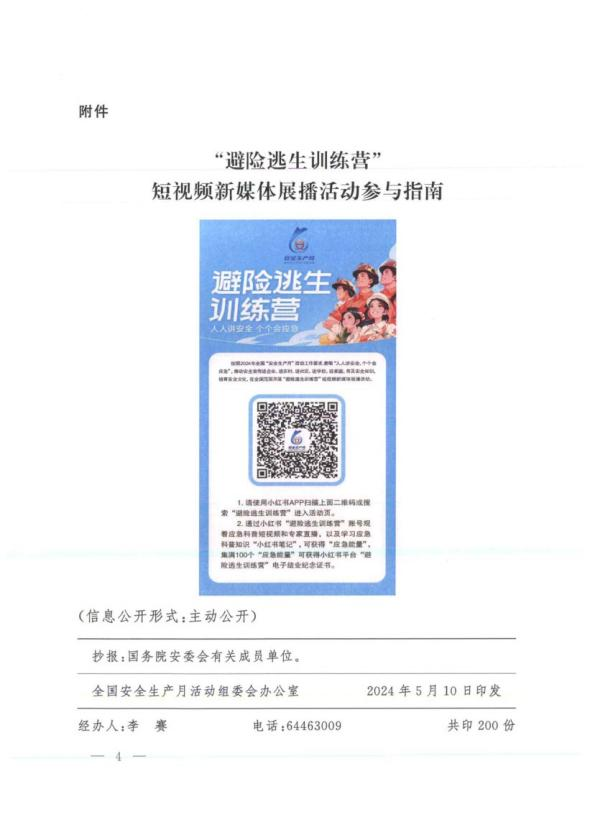 附件
“避险逃生训练营”
短视频新媒体展播活动参与指南
安全生产月
避险逃生
训练营
人人讲安全 个个会应急
按照2024年全国“安全生产月”活动工作要求，聚焦“人人讲安全、个个会
应急”，推动安全宣传进企业、进农村、进社区、进学校、进家庭，普及安全知识，
培育安全文化，在全国范围开展“避险逃生训练营”短视频新媒体展播活动。
安全生产月
1. 请使用小红书APP扫描上面二维码或搜
索“避险逃生训练营”进入活动页。
2. 通过小红书“避险逃生训练营”账号观
看应急科普短视频和专家直播，以及学习应急
科普知识“小红书笔记”，可获得“应急能量”，
集满100个“应急能量”可获得小红书平台“避
险逃生训练营”电子结业纪念证书。
（信息公开形式：主动公开）
抄报：国务院安委会有关成员单位。
全国安全生产月活动组委会办公室 2024 年 5 月 10 日印发
经办人：李 赛 电话：64463009 共印 200 份
— 4 —